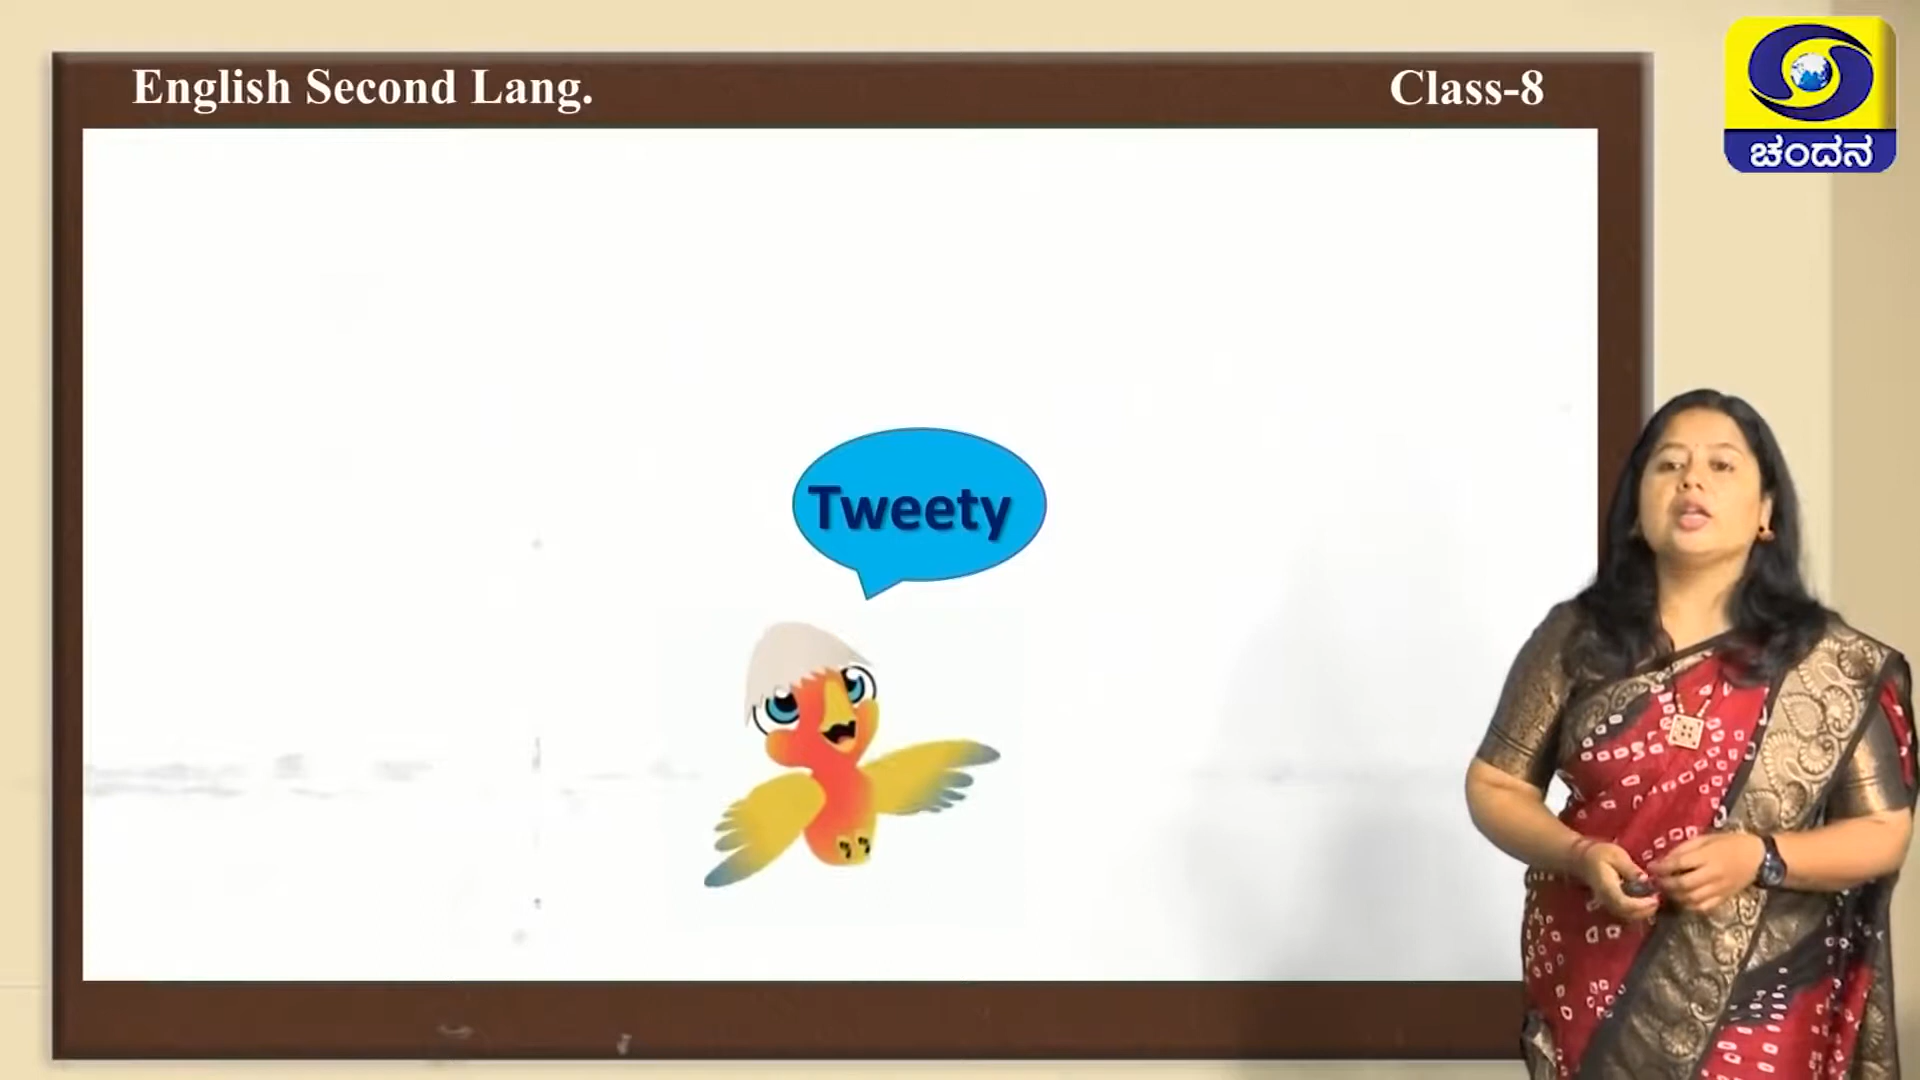 English Second Lang.
Class-8
ಚಂದನ
Tweety